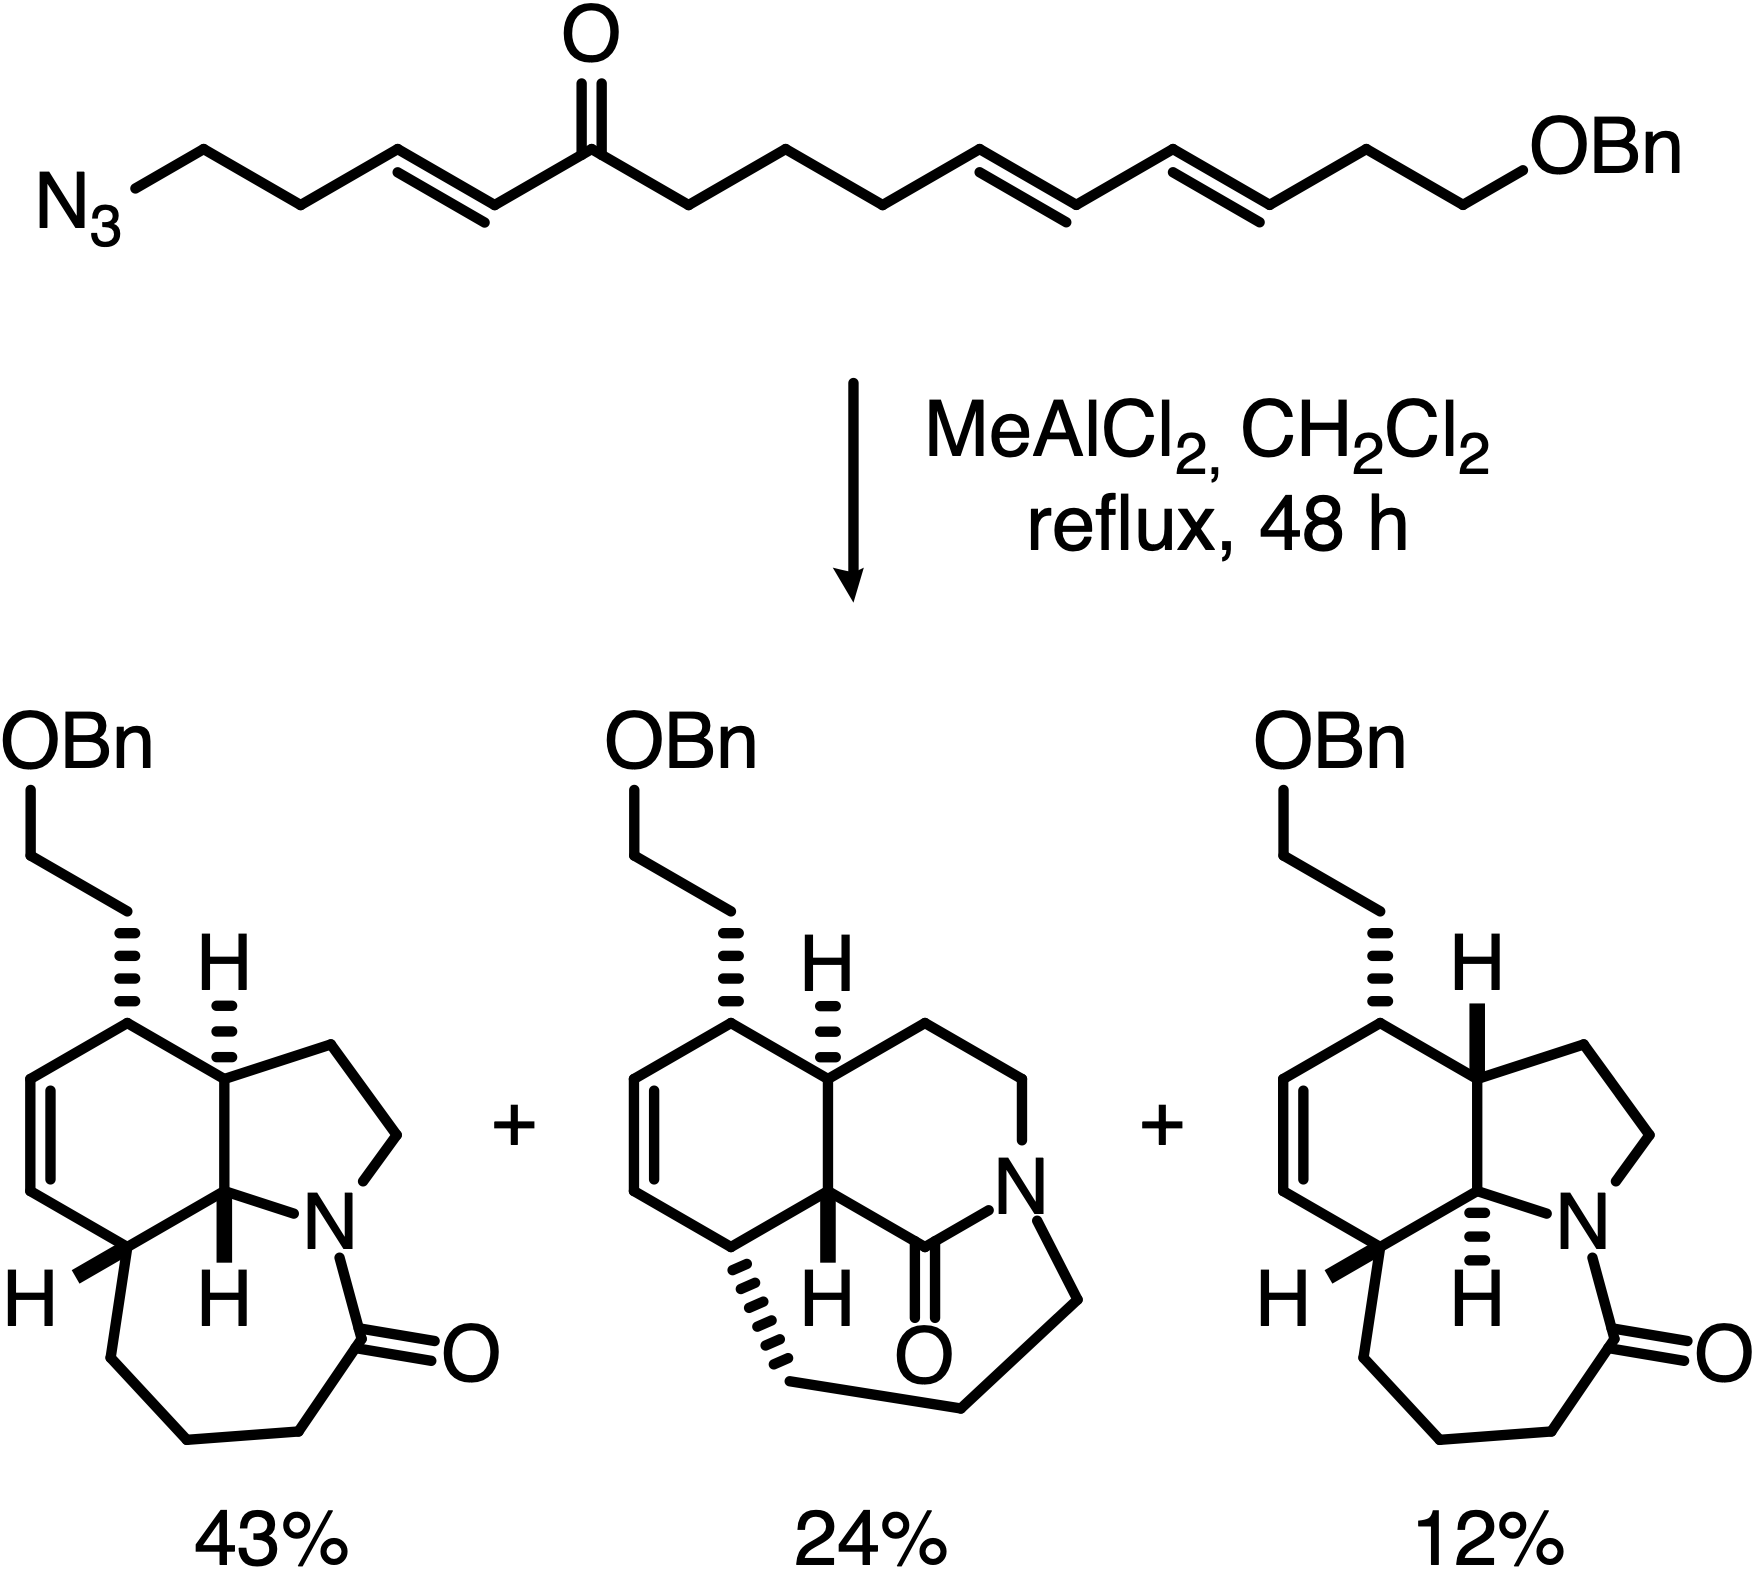 O
OBn
N3
MeAlCl2, CH2Cl2
reflux, 48 h
OBn OBn OBn
H H H
+ +
N
N N
H H H H H
O O O
43% 24% 12%